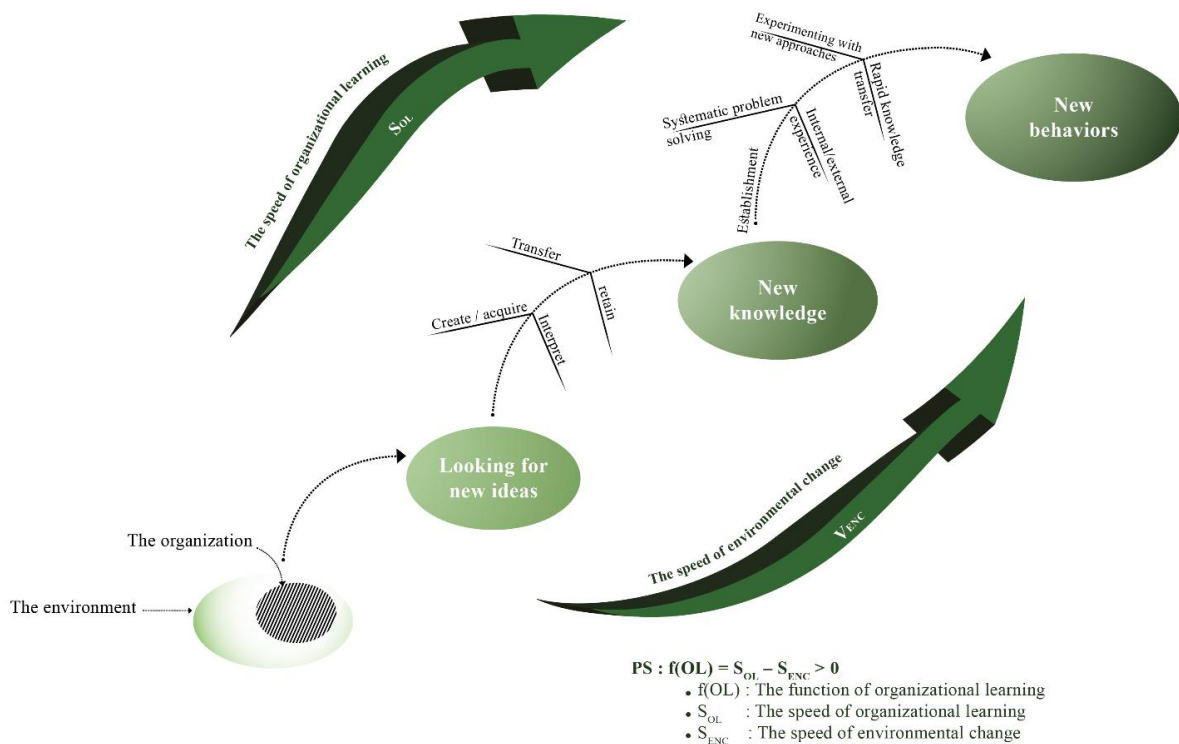 The speed of organizational learning
SOL
Experimenting with
new approaches
Rapid knowledge
transfer
Systematic problem
solving
Internal/external
experience
Establishment
New
behaviors
Transfer
retain
Create / acquire
Interpret
New
knowledge
Looking for
new ideas
The speed of environmental change
VENC
The organization
The environment
PS : f(OL) = SOL – SENC > 0
• f(OL) : The function of organizational learning
• SOL : The speed of organizational learning
• SENC : The speed of environmental change